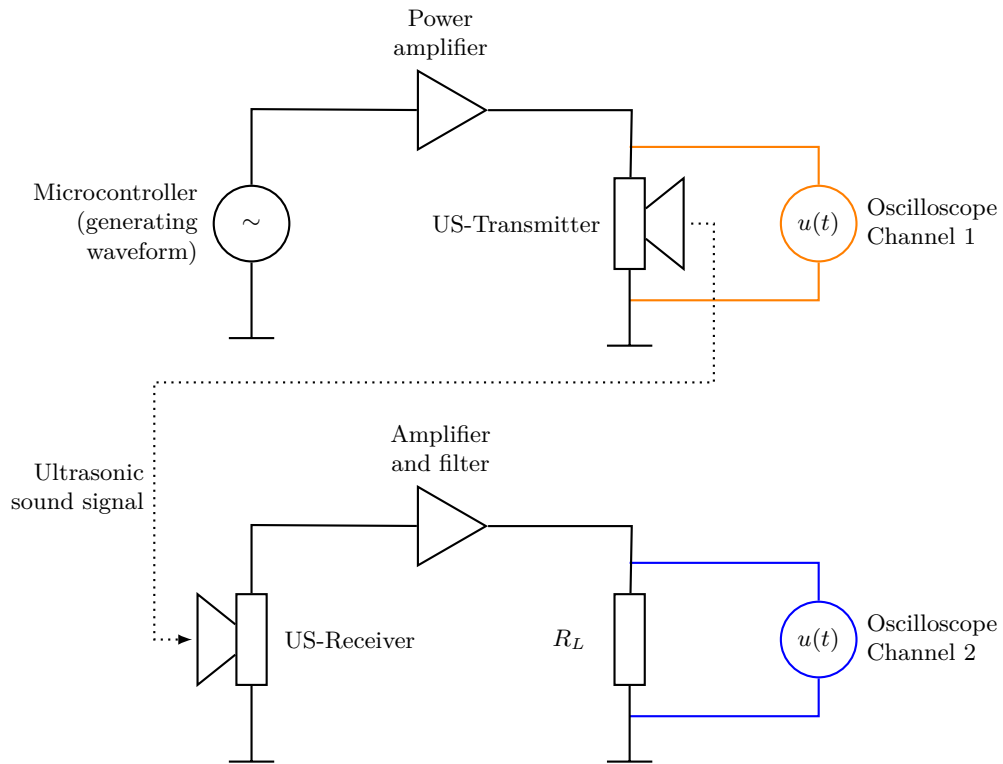 Power
amplifier
Microcontroller
(generating
waveform)
∼
US-Transmitter
u(t)
Oscilloscope
Channel 1
Amplifier
and filter
Ultrasonic
sound signal
US-Receiver
R_L
u(t)
Oscilloscope
Channel 2